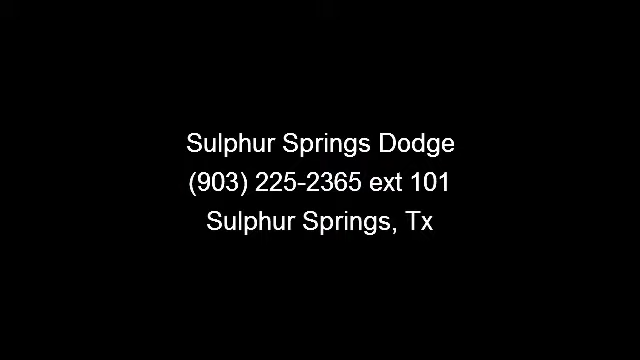 Sulphur Springs Dodge
(903) 225-2365 ext 101
Sulphur Springs, Tx